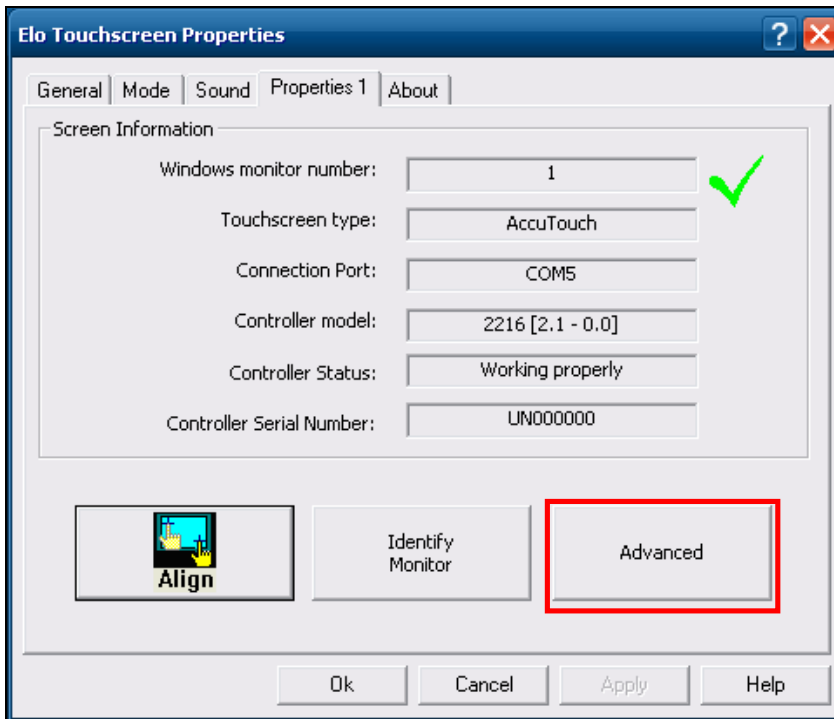 Elo Touchscreen Properties
General Mode Sound Properties 1 About
Screen Information
Windows monitor number: 1
Touchscreen type: AccuTouch
Connection Port: COM5
Controller model: 2216 [2.1 - 0.0]
Controller Status: Working properly
Controller Serial Number: UN000000
Align
Identify
Monitor
Advanced
Ok Cancel Apply Help